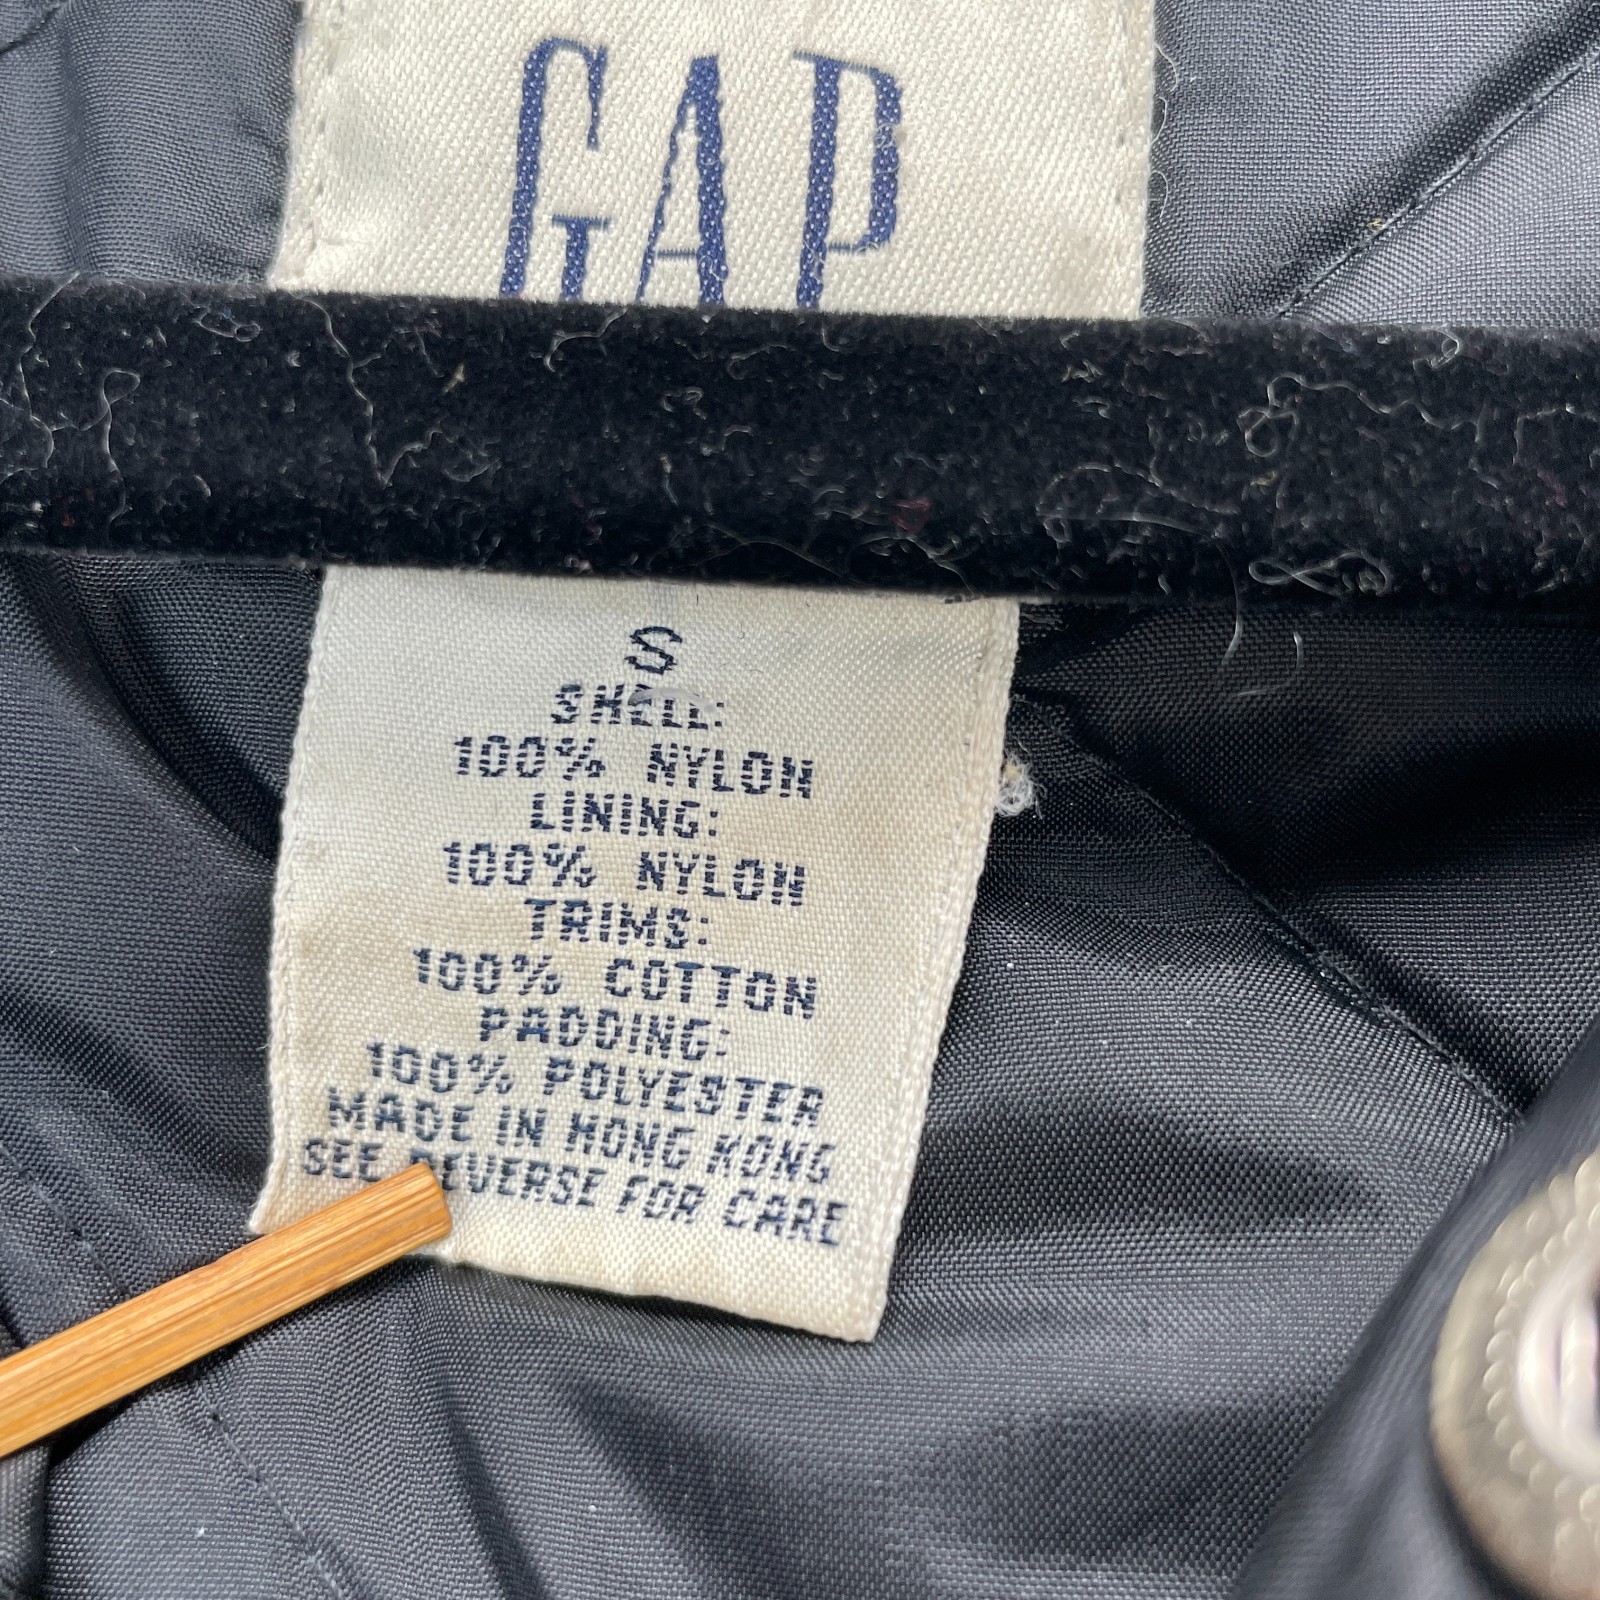 GAP
S
SHELL:
100% NYLON
LINING:
100% NYLON
TRIMS:
100% COTTON
PADDING:
100% POLYESTER
MADE IN HONG KONG
SEE REVERSE FOR CARE